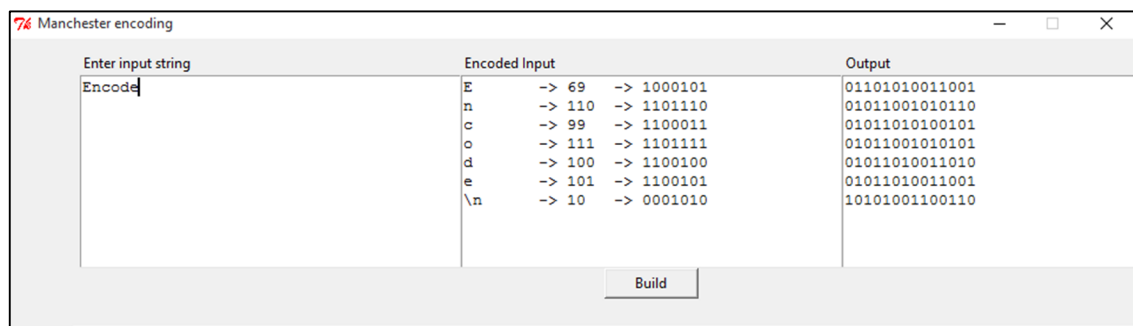 Manchester encoding
Enter input string Encoded Input Output
Encode E -> 69 -> 1000101 01101010011001
n -> 110 -> 1101110 01011001010110
c -> 99 -> 1100011 01011010100101
o -> 111 -> 1101111 01011001010101
d -> 100 -> 1100100 01011010011010
e -> 101 -> 1100101 01011010011001
\n -> 10 -> 0001010 10101001100110
Build